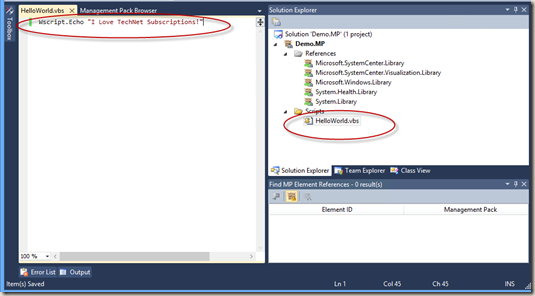 HelloWorld.vbs
Management Pack Browser
Toolbox
Wscript.Echo "I Love TechNet Subscriptions!"
100 %
Error List
Output
Solution Explorer
Solution 'Demo.MP' (1 project)
Demo.MP
References
Microsoft.SystemCenter.Library
Microsoft.SystemCenter.Visualization.Library
Microsoft.Windows.Library
System.Health.Library
System.Library
Scripts
HelloWorld.vbs
Solution Explorer
Team Explorer
Class View
Find MP Element References - 0 result(s)
Element ID
Management Pack
Item(s) Saved
Ln 1
Col 45
Ch 45
INS